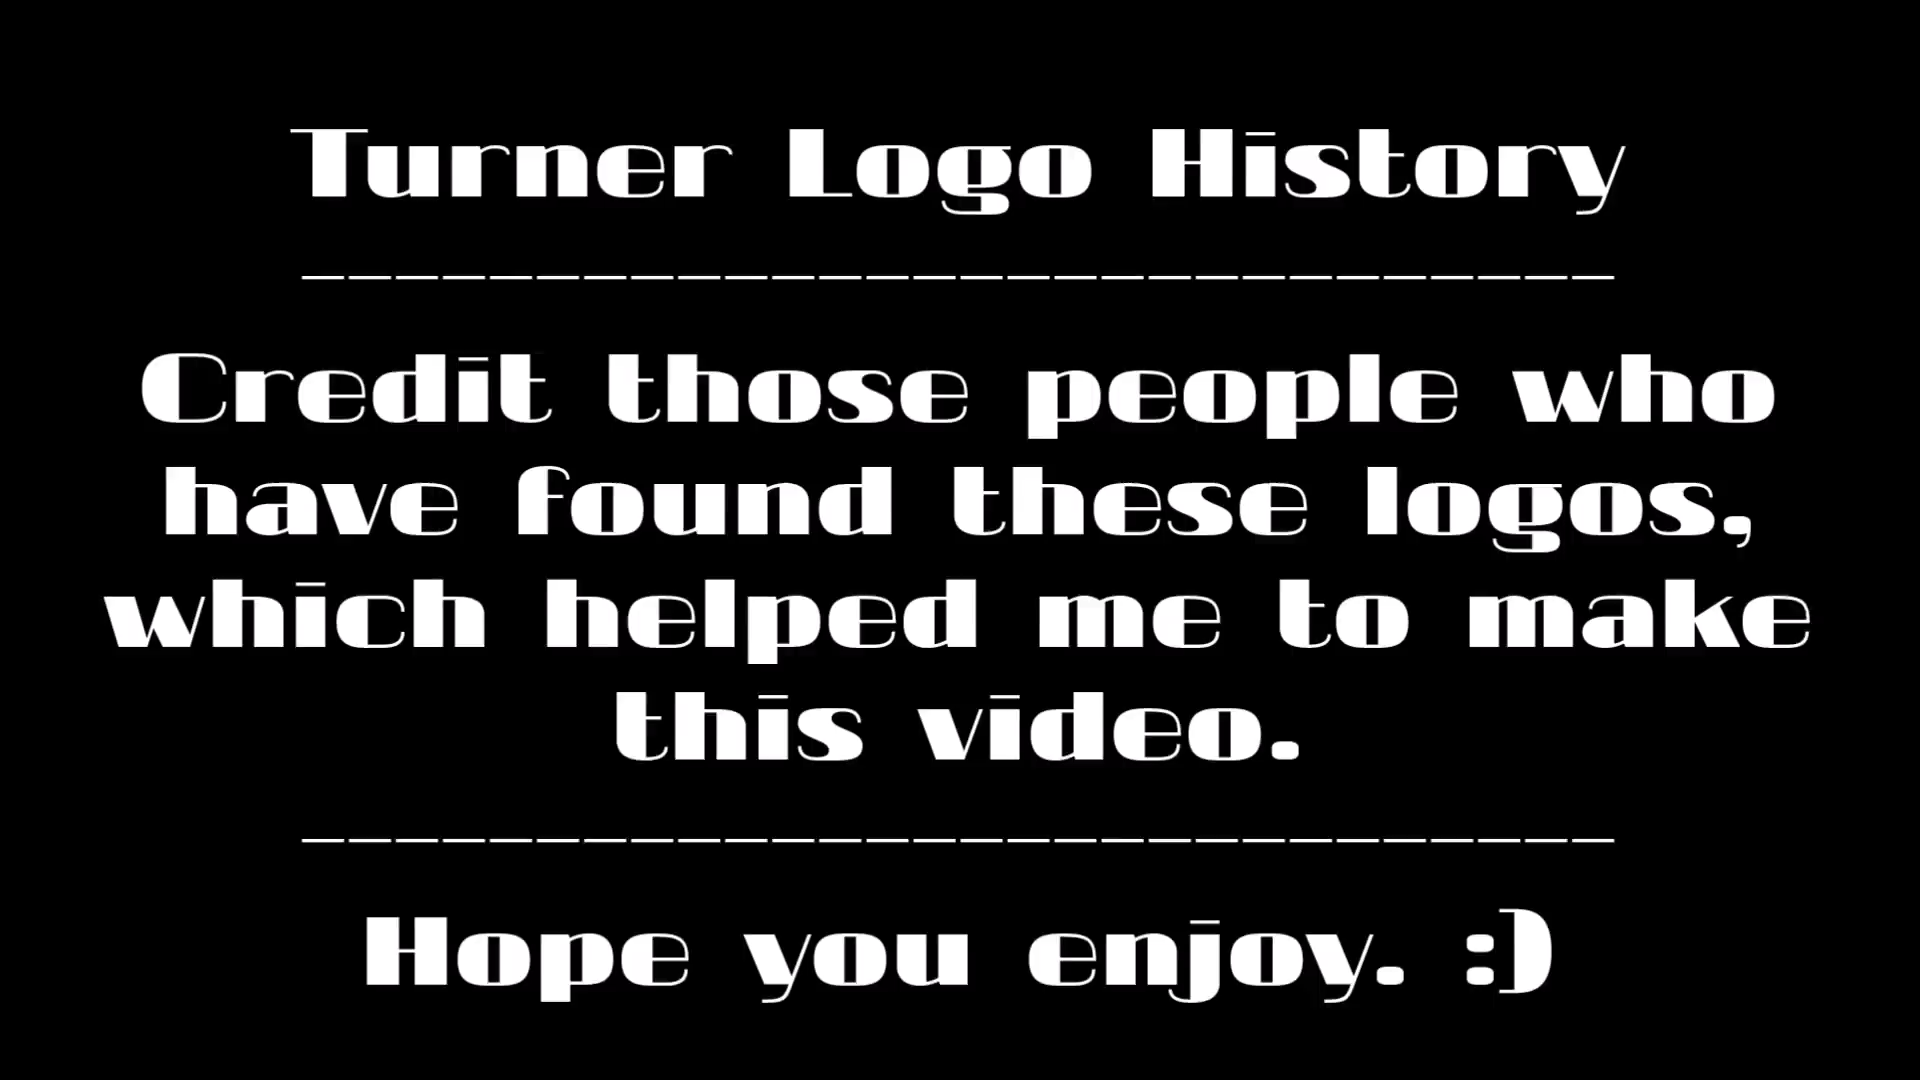 Turner Logo History
----------------------------
Credit those people who
have found these logos,
which helped me to make
this video.
----------------------------
Hope you enjoy. :)